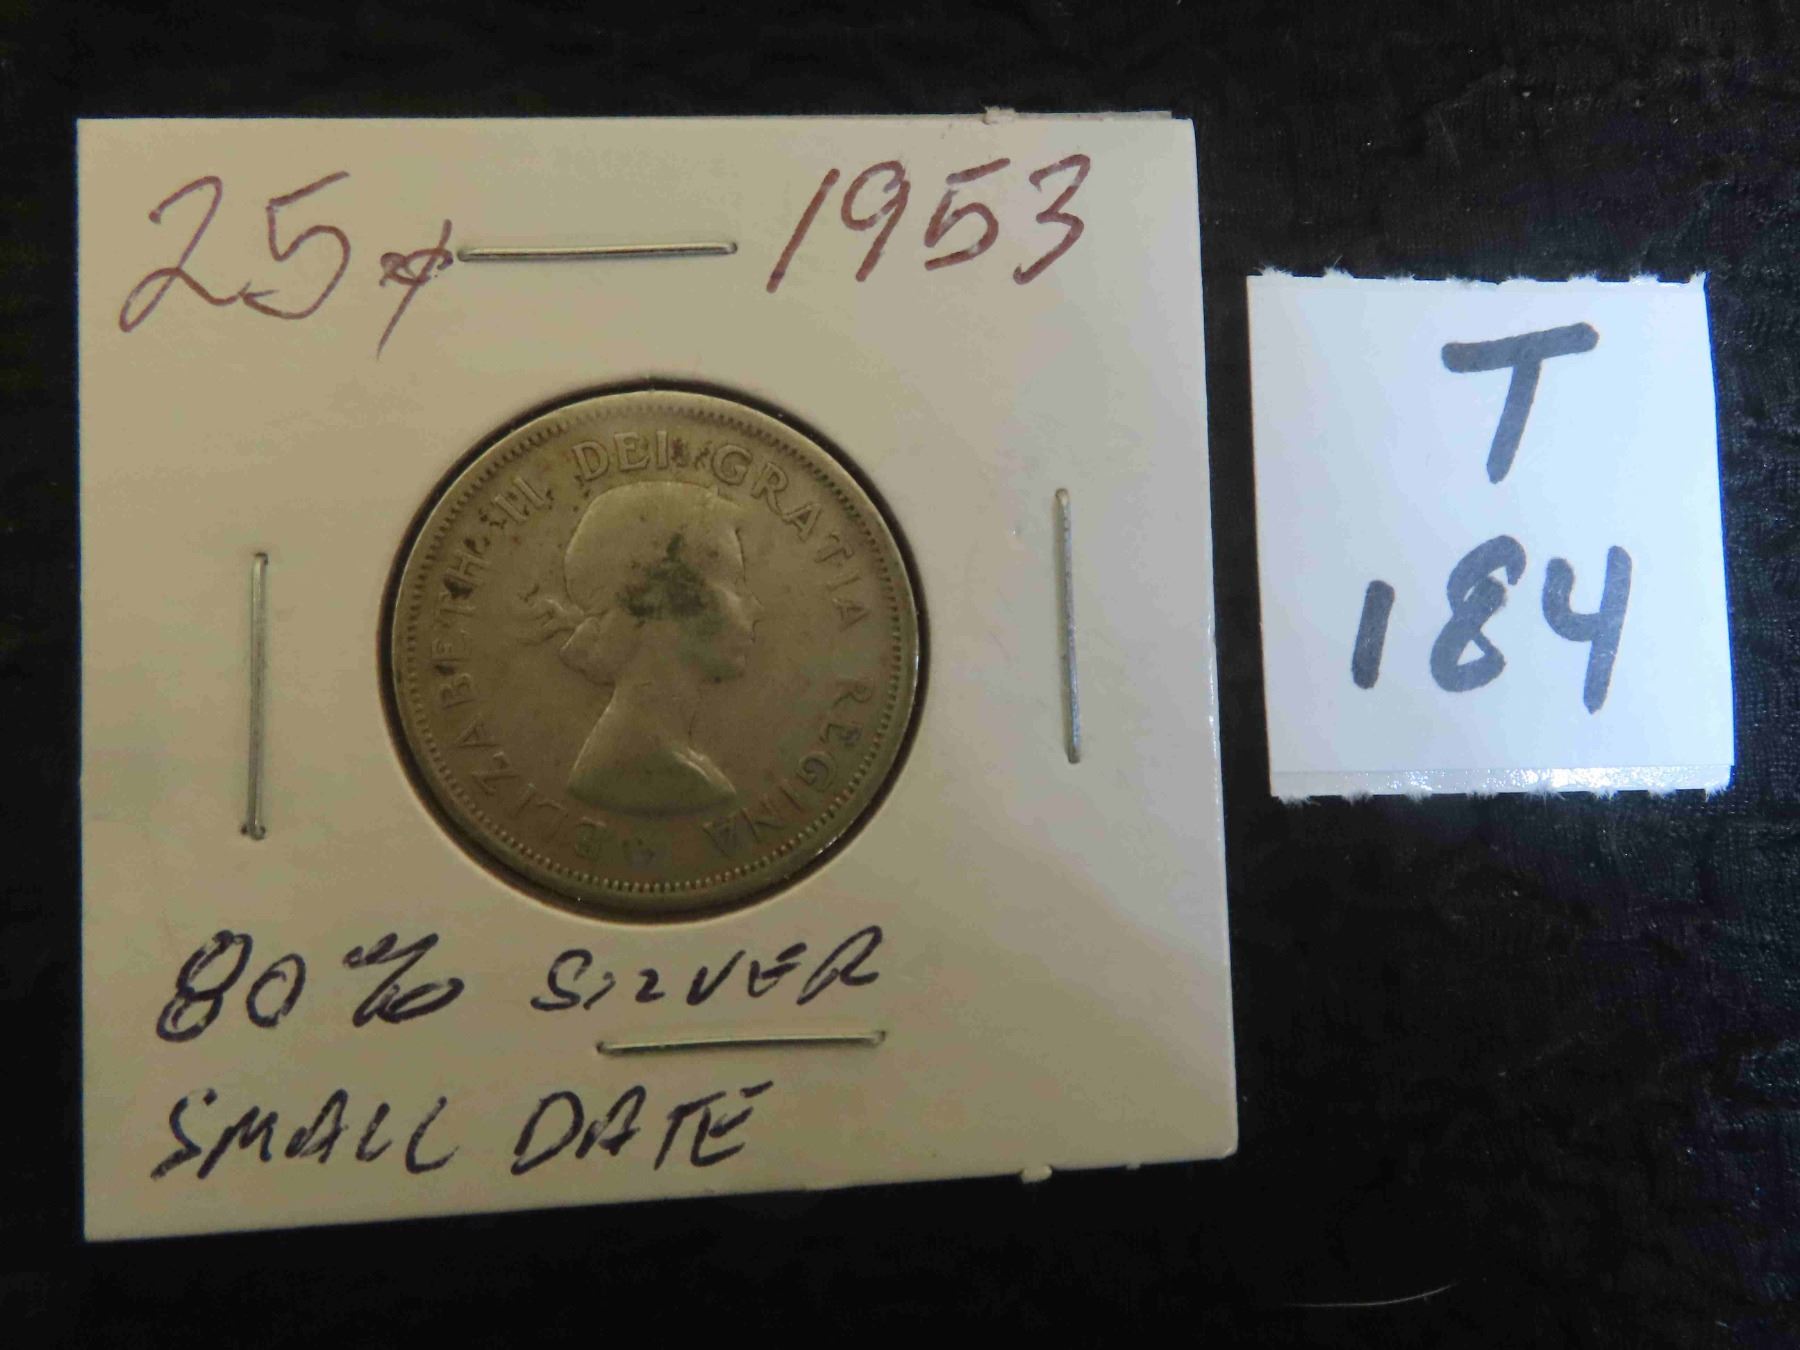 25¢ 1953
ELIZABETH II DEI GRATIA REGINA
80% SILVER
SMALL DATE
T
184